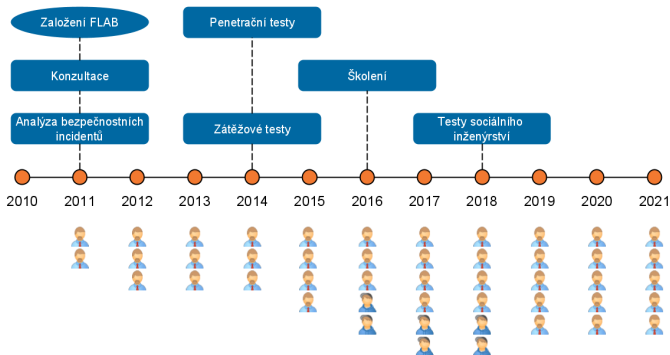 Založení FLAB
Penetrační testy
Konzultace
Školení
Analýza bezpečnostních
incidentů
Zátěžové testy
Testy sociálního
inženýrství
2010 2011 2012 2013 2014 2015 2016 2017 2018 2019 2020 2021